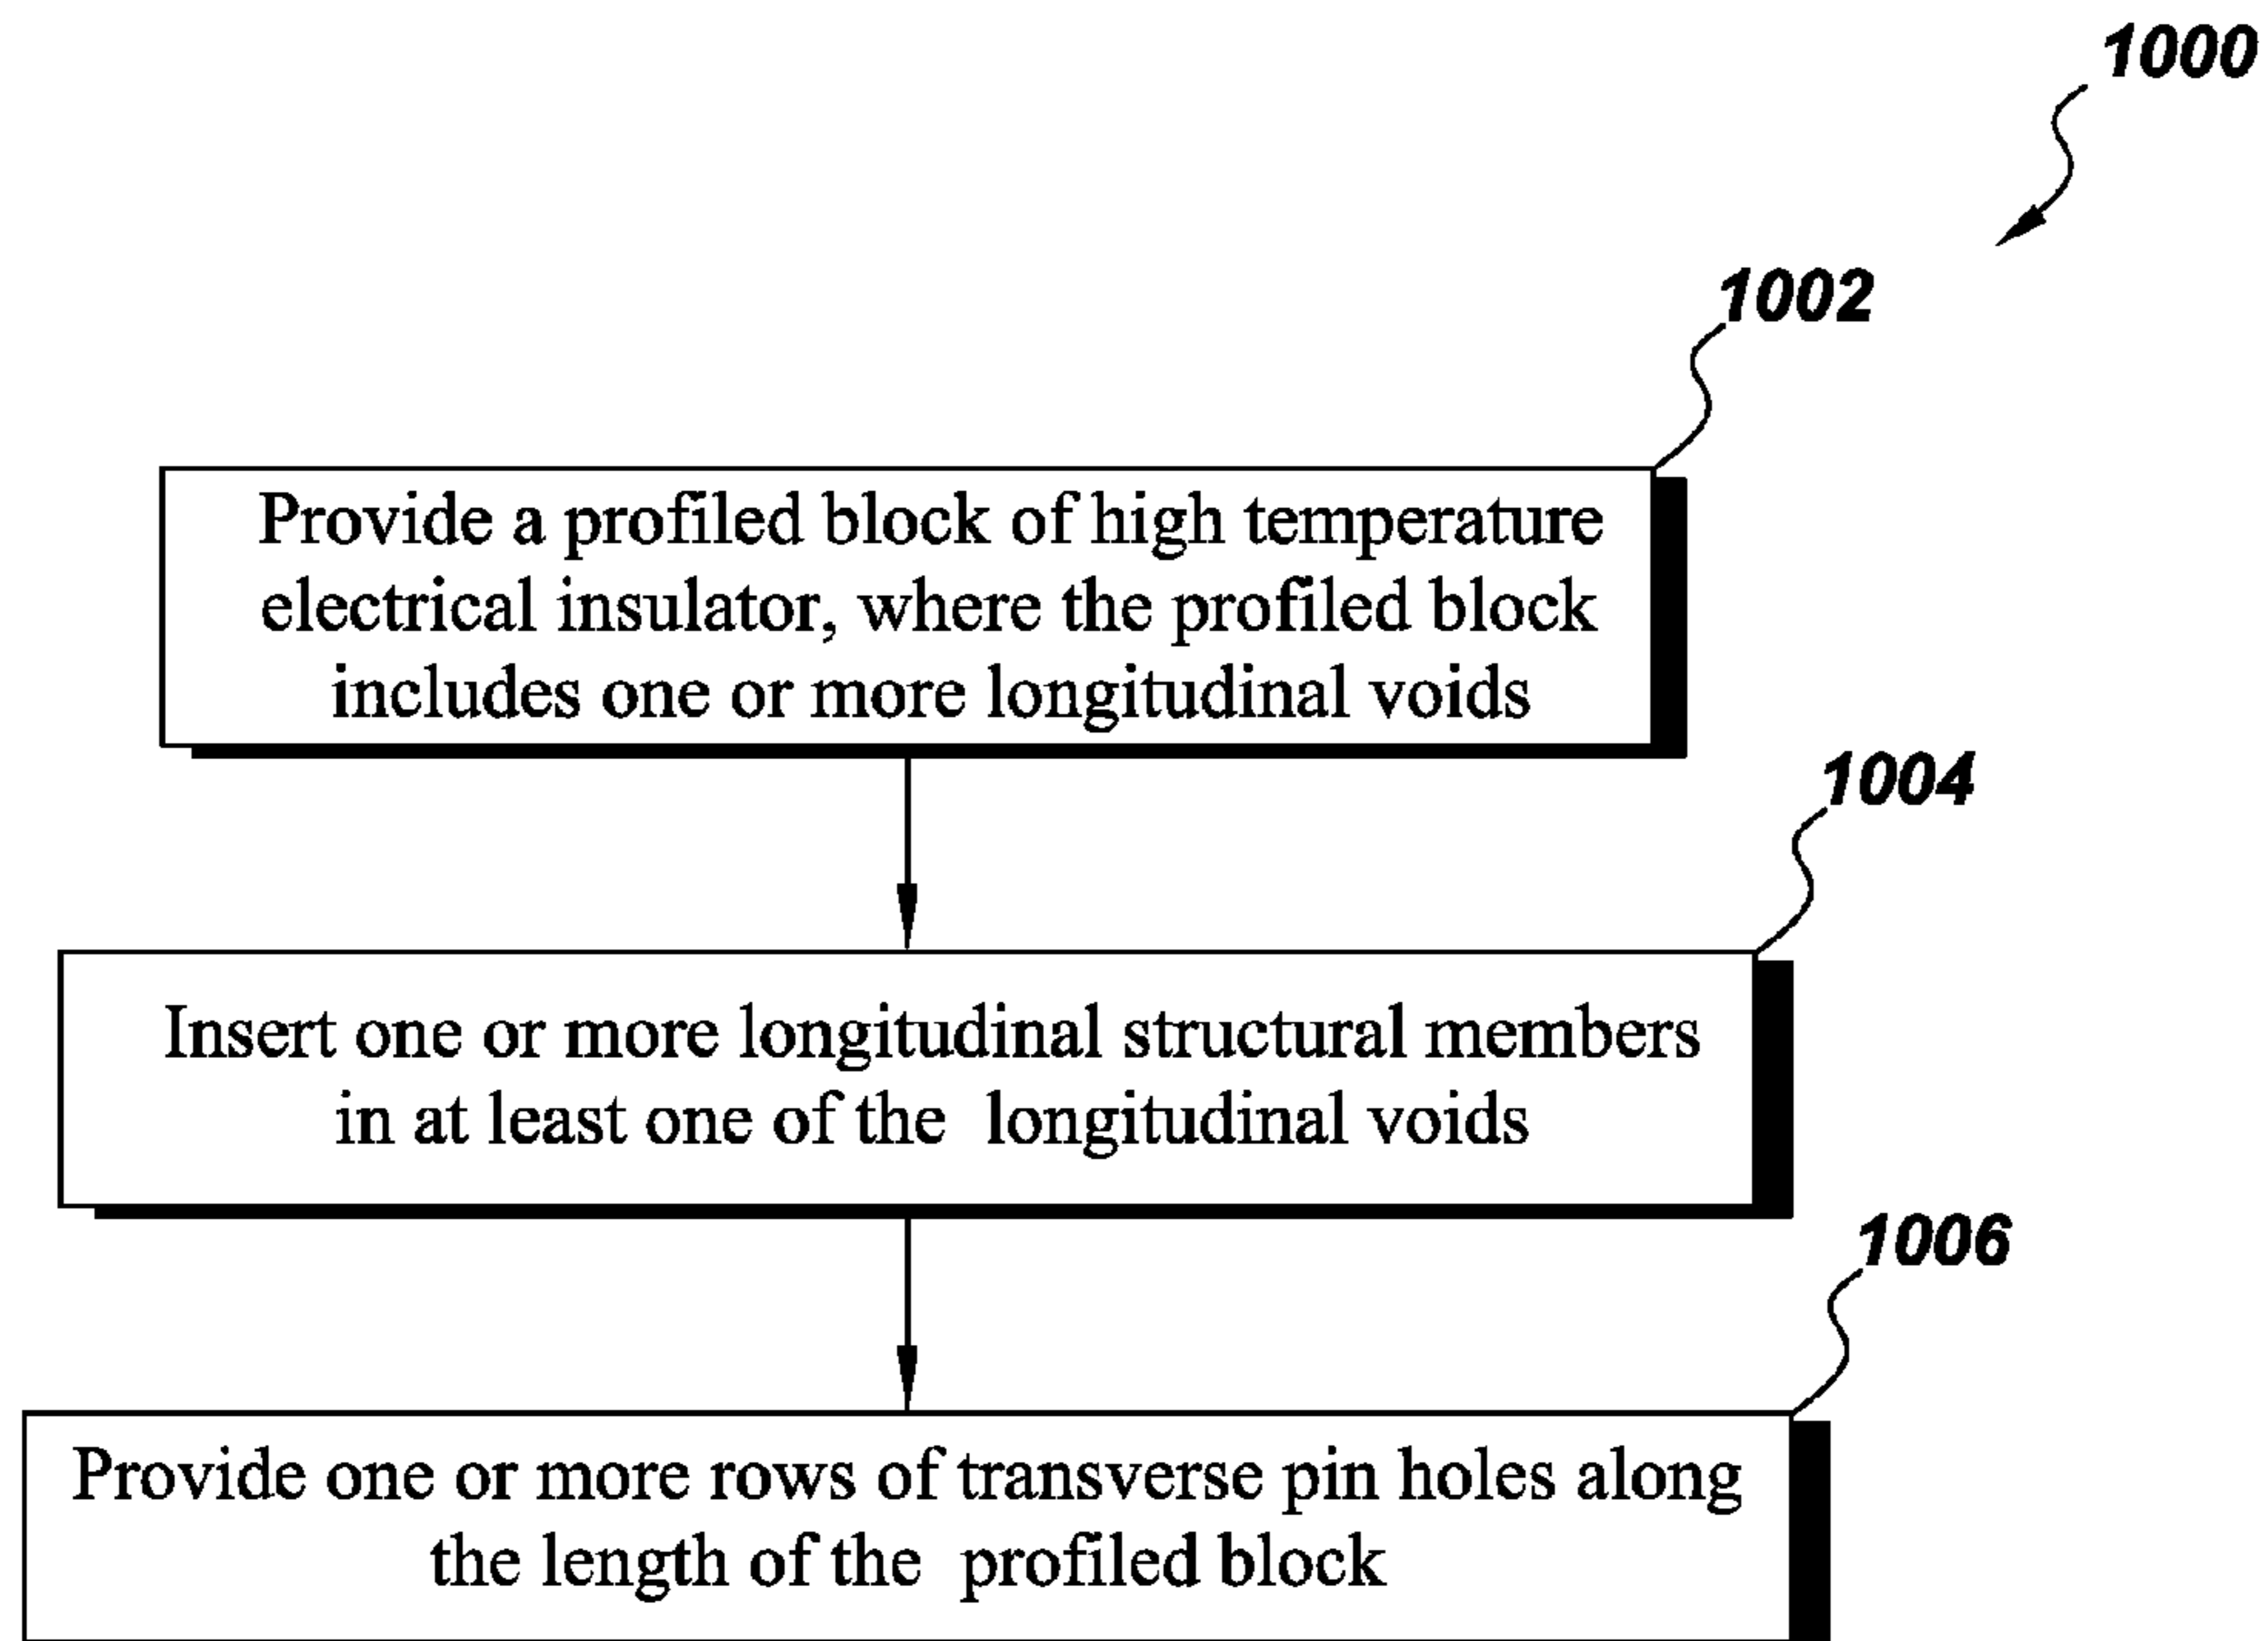 1000
1002
Provide a profiled block of high temperature
electrical insulator, where the profiled block
includes one or more longitudinal voids
1004
Insert one or more longitudinal structural members
in at least one of the longitudinal voids
1006
Provide one or more rows of transverse pin holes along
the length of the profiled block